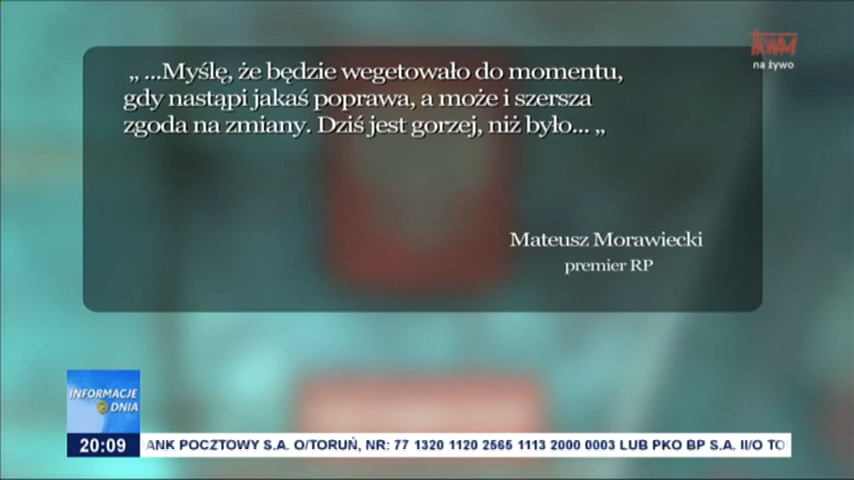 TRWAM
na żywo
„ ...Myślę, że będzie wegetowało do momentu,
gdy nastąpi jakaś poprawa, a może i szersza
zgoda na zmiany. Dziś jest gorzej, niż było... „
Mateusz Morawiecki
premier RP
INFORMACJE
DNIA
20:09
ANK POCZTOWY S.A. O/TORUŃ, NR: 77 1320 1120 2565 1113 2000 0003 LUB PKO BP S.A. II/O TO